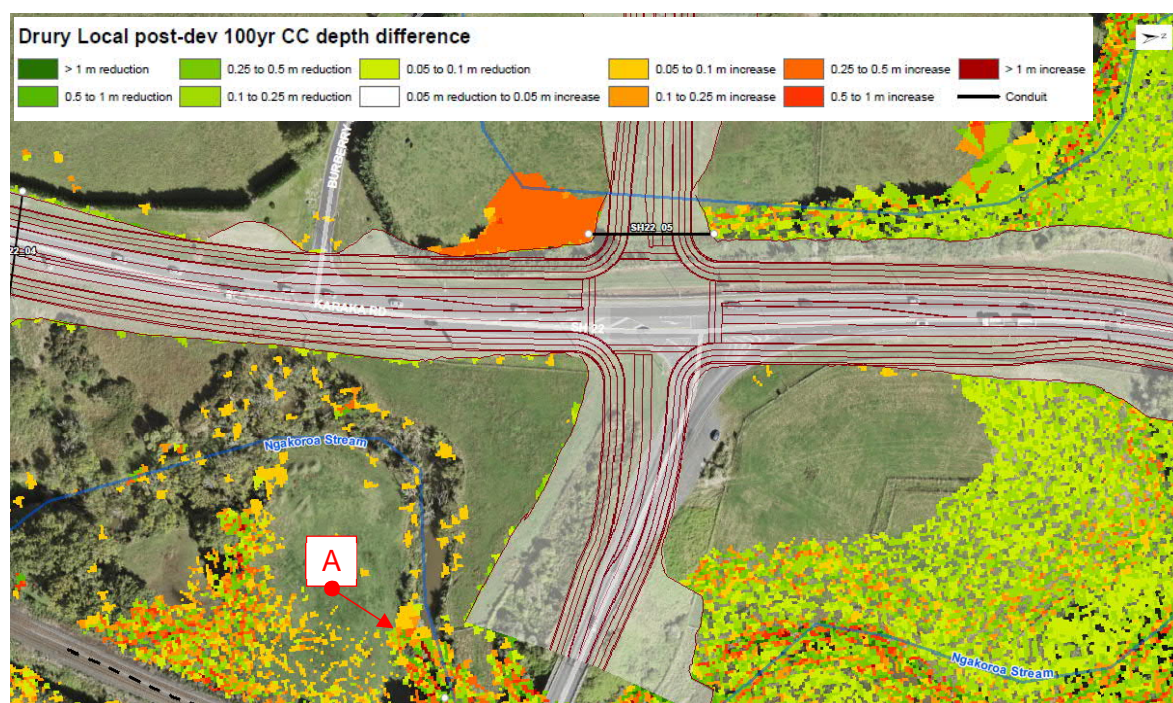 Drury Local post-dev 100yr CC depth difference
> 1 m reduction
0.25 to 0.5 m reduction
0.05 to 0.1 m reduction
0.05 to 0.1 m increase
0.25 to 0.5 m increase
> 1 m increase
0.5 to 1 m reduction
0.1 to 0.25 m reduction
0.05 m reduction to 0.05 m increase
0.1 to 0.25 m increase
0.5 to 1 m increase
Conduit
Z
BURBERRY
SH22_05
22-04
KARAKA RD
SH 22
Ngakoroa Stream
A
Ngakoroa Stream